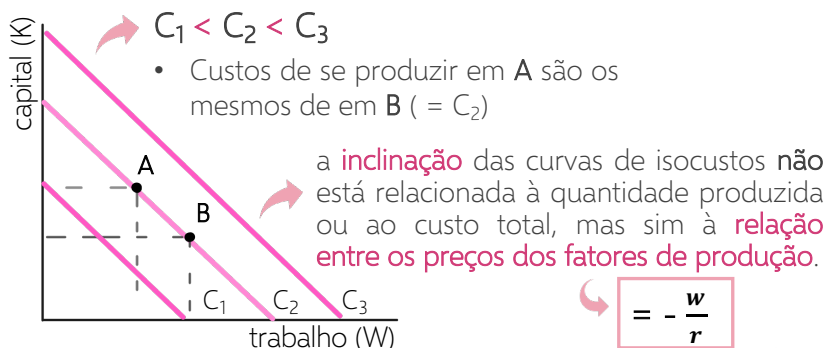 capital (K)
C₁ < C₂ < C₃
• Custos de se produzir em A são os
mesmos de em B ( = C₂)
A
B
a inclinação das curvas de isocustos não
está relacionada à quantidade produzida
ou ao custo total, mas sim à relação
entre os preços dos fatores de produção.
= - w/r
C₁ C₂ C₃
trabalho (W)